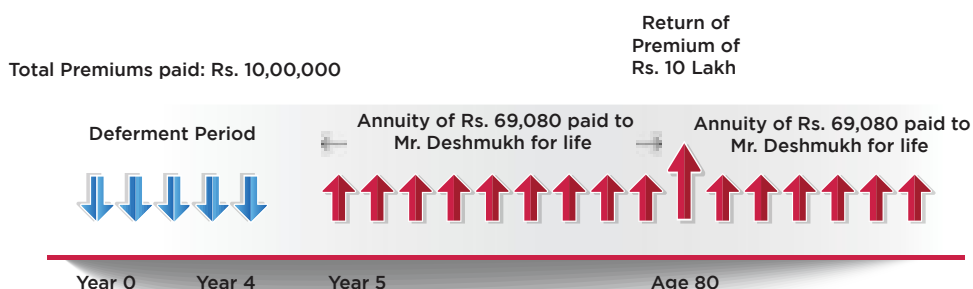 Return of
Premium of
Rs. 10 Lakh
Total Premiums paid: Rs. 10,00,000
Deferment Period
Annuity of Rs. 69,080 paid to
Mr. Deshmukh for life
Annuity of Rs. 69,080 paid to
Mr. Deshmukh for life
Year 0
Year 4
Year 5
Age 80